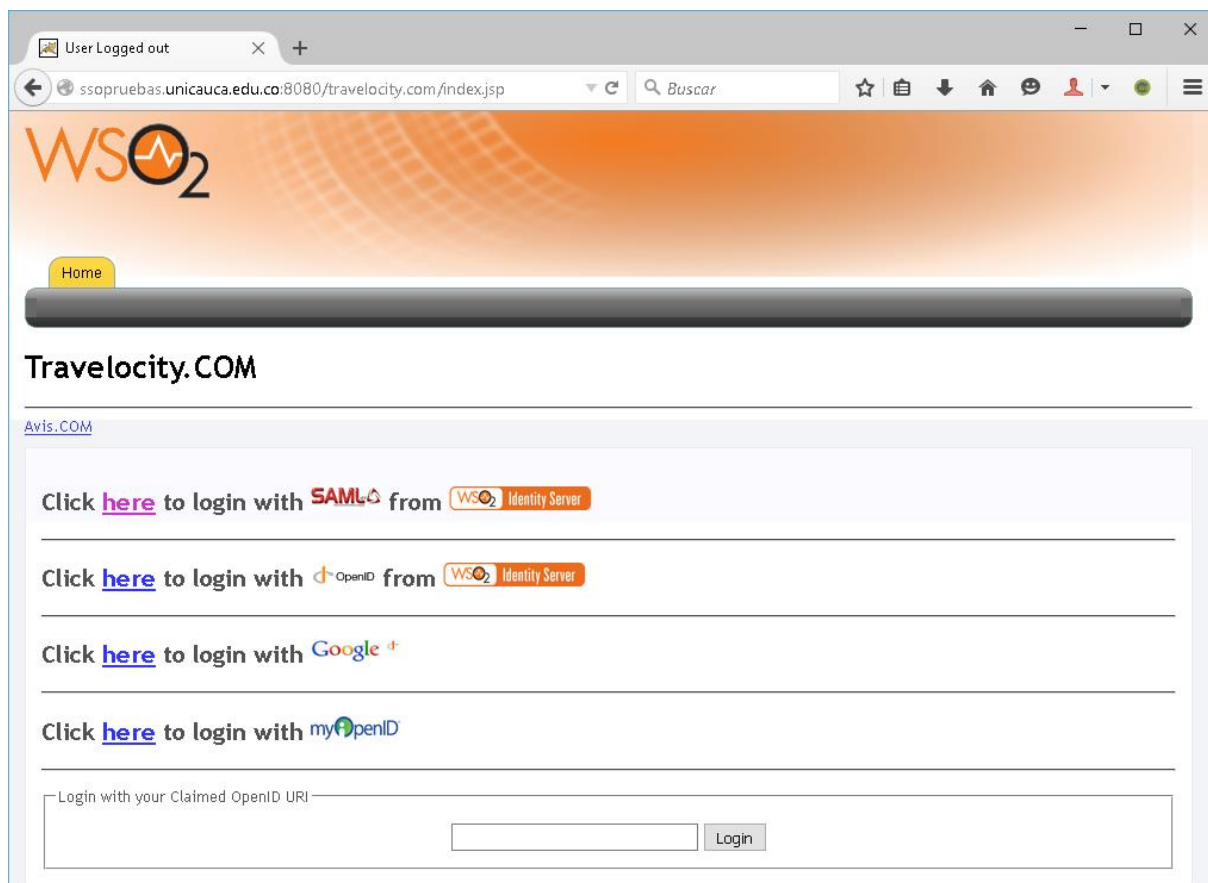 User Logged out
ssopruebas.unicauca.edu.co:8080/travelocity.com/index.jsp
Buscar
WSO2
Home
Travelocity.COM
Avis.COM
Click here to login with SAML from WSO2 Identity Server
Click here to login with OpenID from WSO2 Identity Server
Click here to login with Google
Click here to login with myOpenID
Login with your Claimed OpenID URI
Login